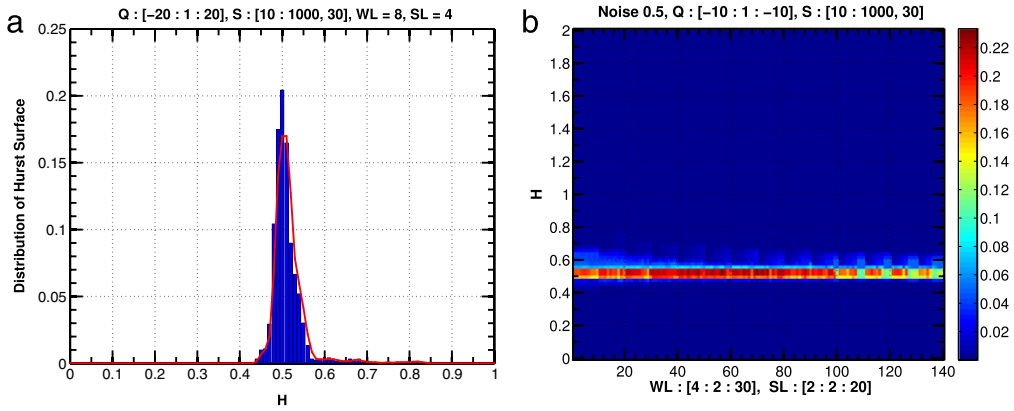 a
Q : [−20 : 1 : 20], S : [10 : 1000, 30], WL = 8, SL = 4
0.25
0.2
0.15
0.1
0.05
0
Distribution of Hurst Surface
0 0.1 0.2 0.3 0.4 0.5 0.6 0.7 0.8 0.9 1
H
b
Noise 0.5, Q : [−10 : 1 : −10], S : [10 : 1000, 30]
2
1.8
1.6
1.4
1.2
1
0.8
0.6
0.4
0.2
0
H
20 40 60 80 100 120 140
WL : [4 : 2 : 30], SL : [2 : 2 : 20]
0.22
0.2
0.18
0.16
0.14
0.12
0.1
0.08
0.06
0.04
0.02